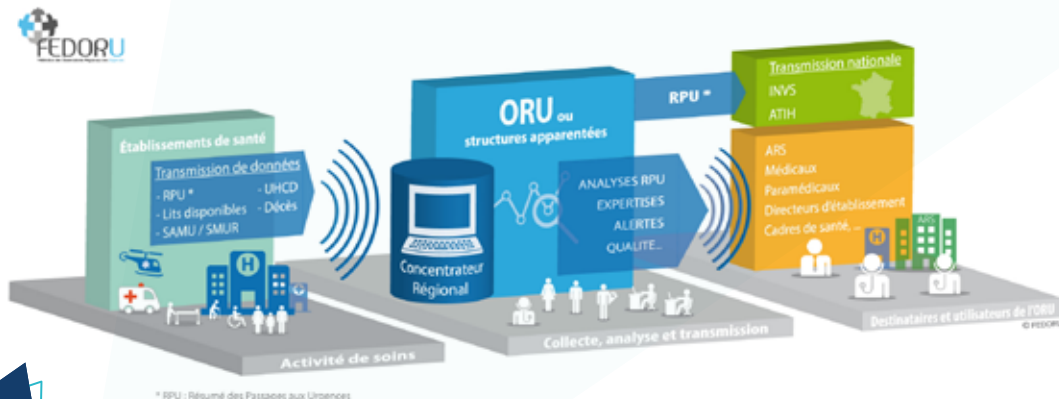 FEDORU
Établissements de santé
Transmission de données
- RPU *
- Lits disponibles
- SAMU / SMUR
- UHCD
- Décès
Activité de soins
ORU ou
structures apparentées
Concentrateur
Régional
ANALYSES RPU
EXPERTISES
ALERTES
QUALITE...
Collecte, analyse et transmission
RPU *
Transmission nationale
INVS
ATIH
ARS
Médicaux
Paramédicaux
Directeurs d'établissement
Cadres de santé, ...
ARS
H
H
Destinataires et utilisateurs de l'ORU
© FEDORU
* RPU : Résumé des Passages aux Urgences